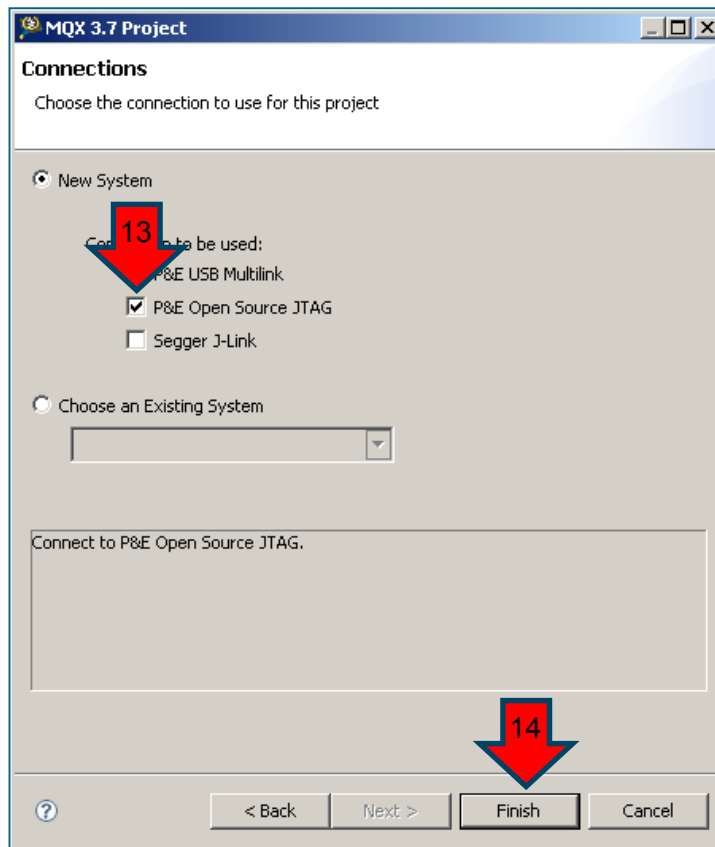 MQX 3.7 Project
Connections
Choose the connection to use for this project
New System
13
to be used:
P&E USB Multilink
P&E Open Source JTAG
Segger J-Link
Choose an Existing System
Connect to P&E Open Source JTAG.
14
< Back Next > Finish Cancel